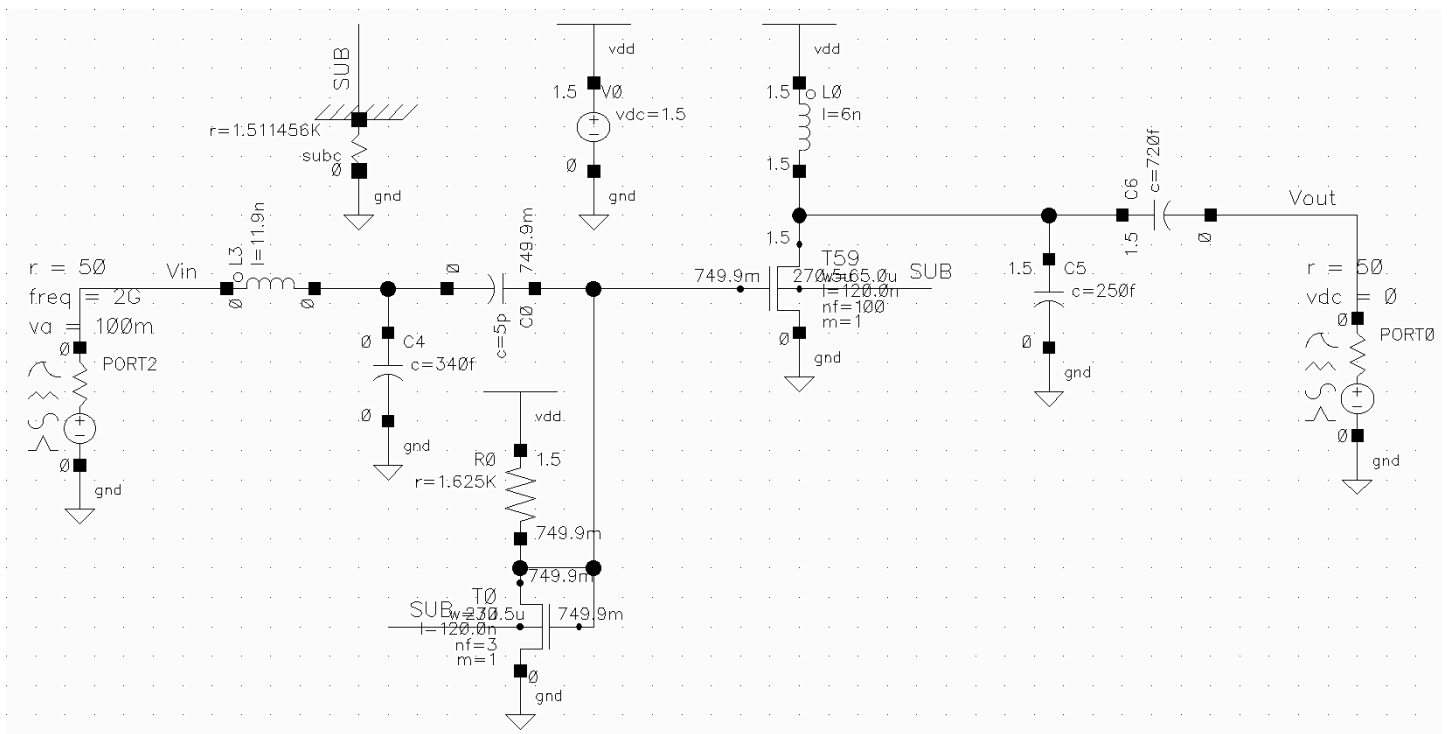 SUB
r=1.511456K
subc
0
gnd
vdd
1.5
V0
vdc=1.5
0
gnd
vdd
1.5
L0
l=6n
1.5
1.5
C6
c=720f
1.5
0
Vout
r = 50
vdc = 0
0
PORT0
0
gnd
1.5
C5
c=250f
0
gnd
r = 50
freq = 2G
va = 100m
0
PORT2
0
gnd
Vin
L3
l=11.9n
0
0
0
C4
c=340f
0
gnd
0
749.9m
c=5p
C0
749.9m
T59
l=120.0n
nf=100
m=1
SUB
0
gnd
vdd
R0
1.5
r=1.625K
749.9m
749.9m
T0
SUB
749.9m
l=120.0n
nf=3
m=1
0
gnd